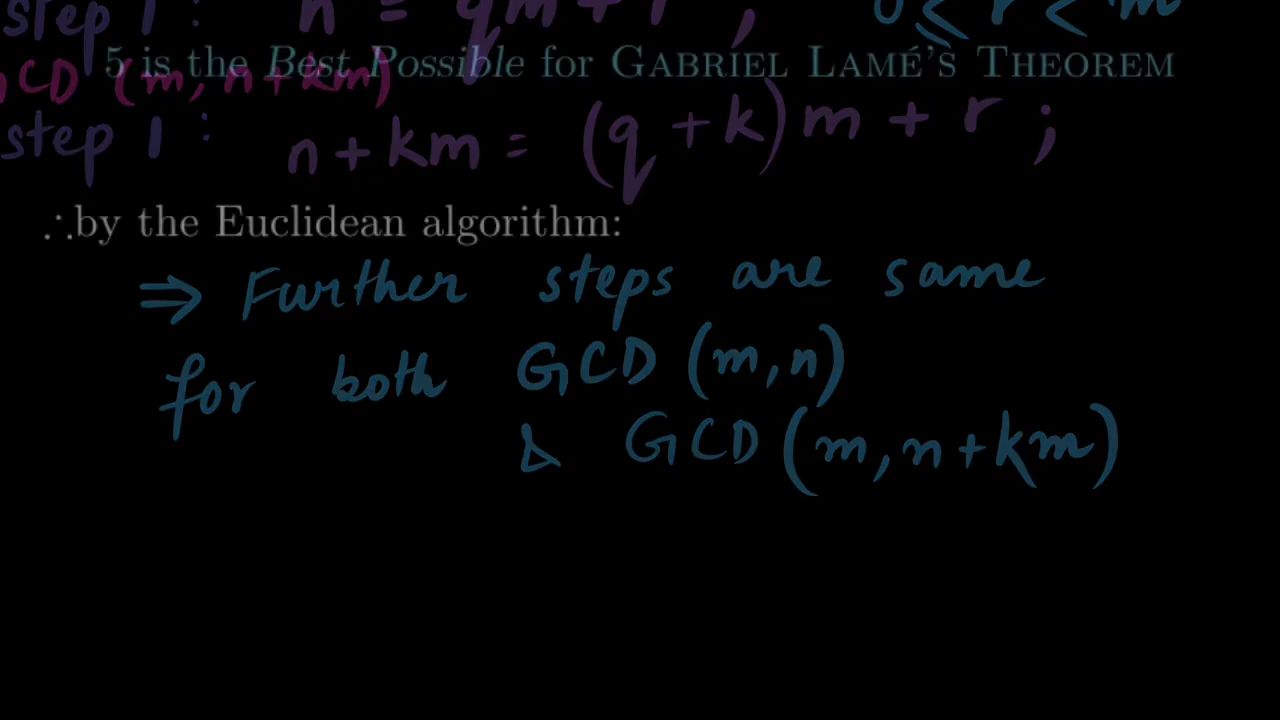 step 1 : n = qm + r ; 0 ≤ r < m
5 is the Best Possible for GABRIEL LAMÉ'S THEOREM
GCD (m, n+km)
step 1 : n + km = (q + k) m + r ;
∴by the Euclidean algorithm:
⇒ Further steps are same
for both GCD (m, n)
& GCD (m, n + km)